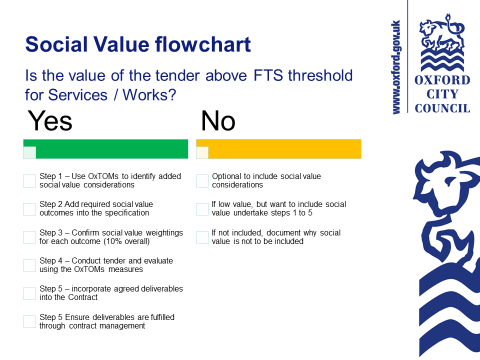 Social Value flowchart
Is the value of the tender above FTS threshold
for Services / Works?
Yes
Step 1 – Use OxTOMs to identify added
social value considerations
Step 2 Add required social value
outcomes into the specification
Step 3 – Confirm social value weightings
for each outcome (10% overall)
Step 4 – Conduct tender and evaluate
using the OxTOMs measures
Step 5 – incorporate agreed deliverables
into the Contract
Step 5 Ensure deliverables are fulfilled
through contract management
No
Optional to include social value
considerations
If low value, but want to include social
value undertake steps 1 to 5
If not included, document why social
value is not to be included
www.oxford.gov.uk
OXFORD
CITY
COUNCIL